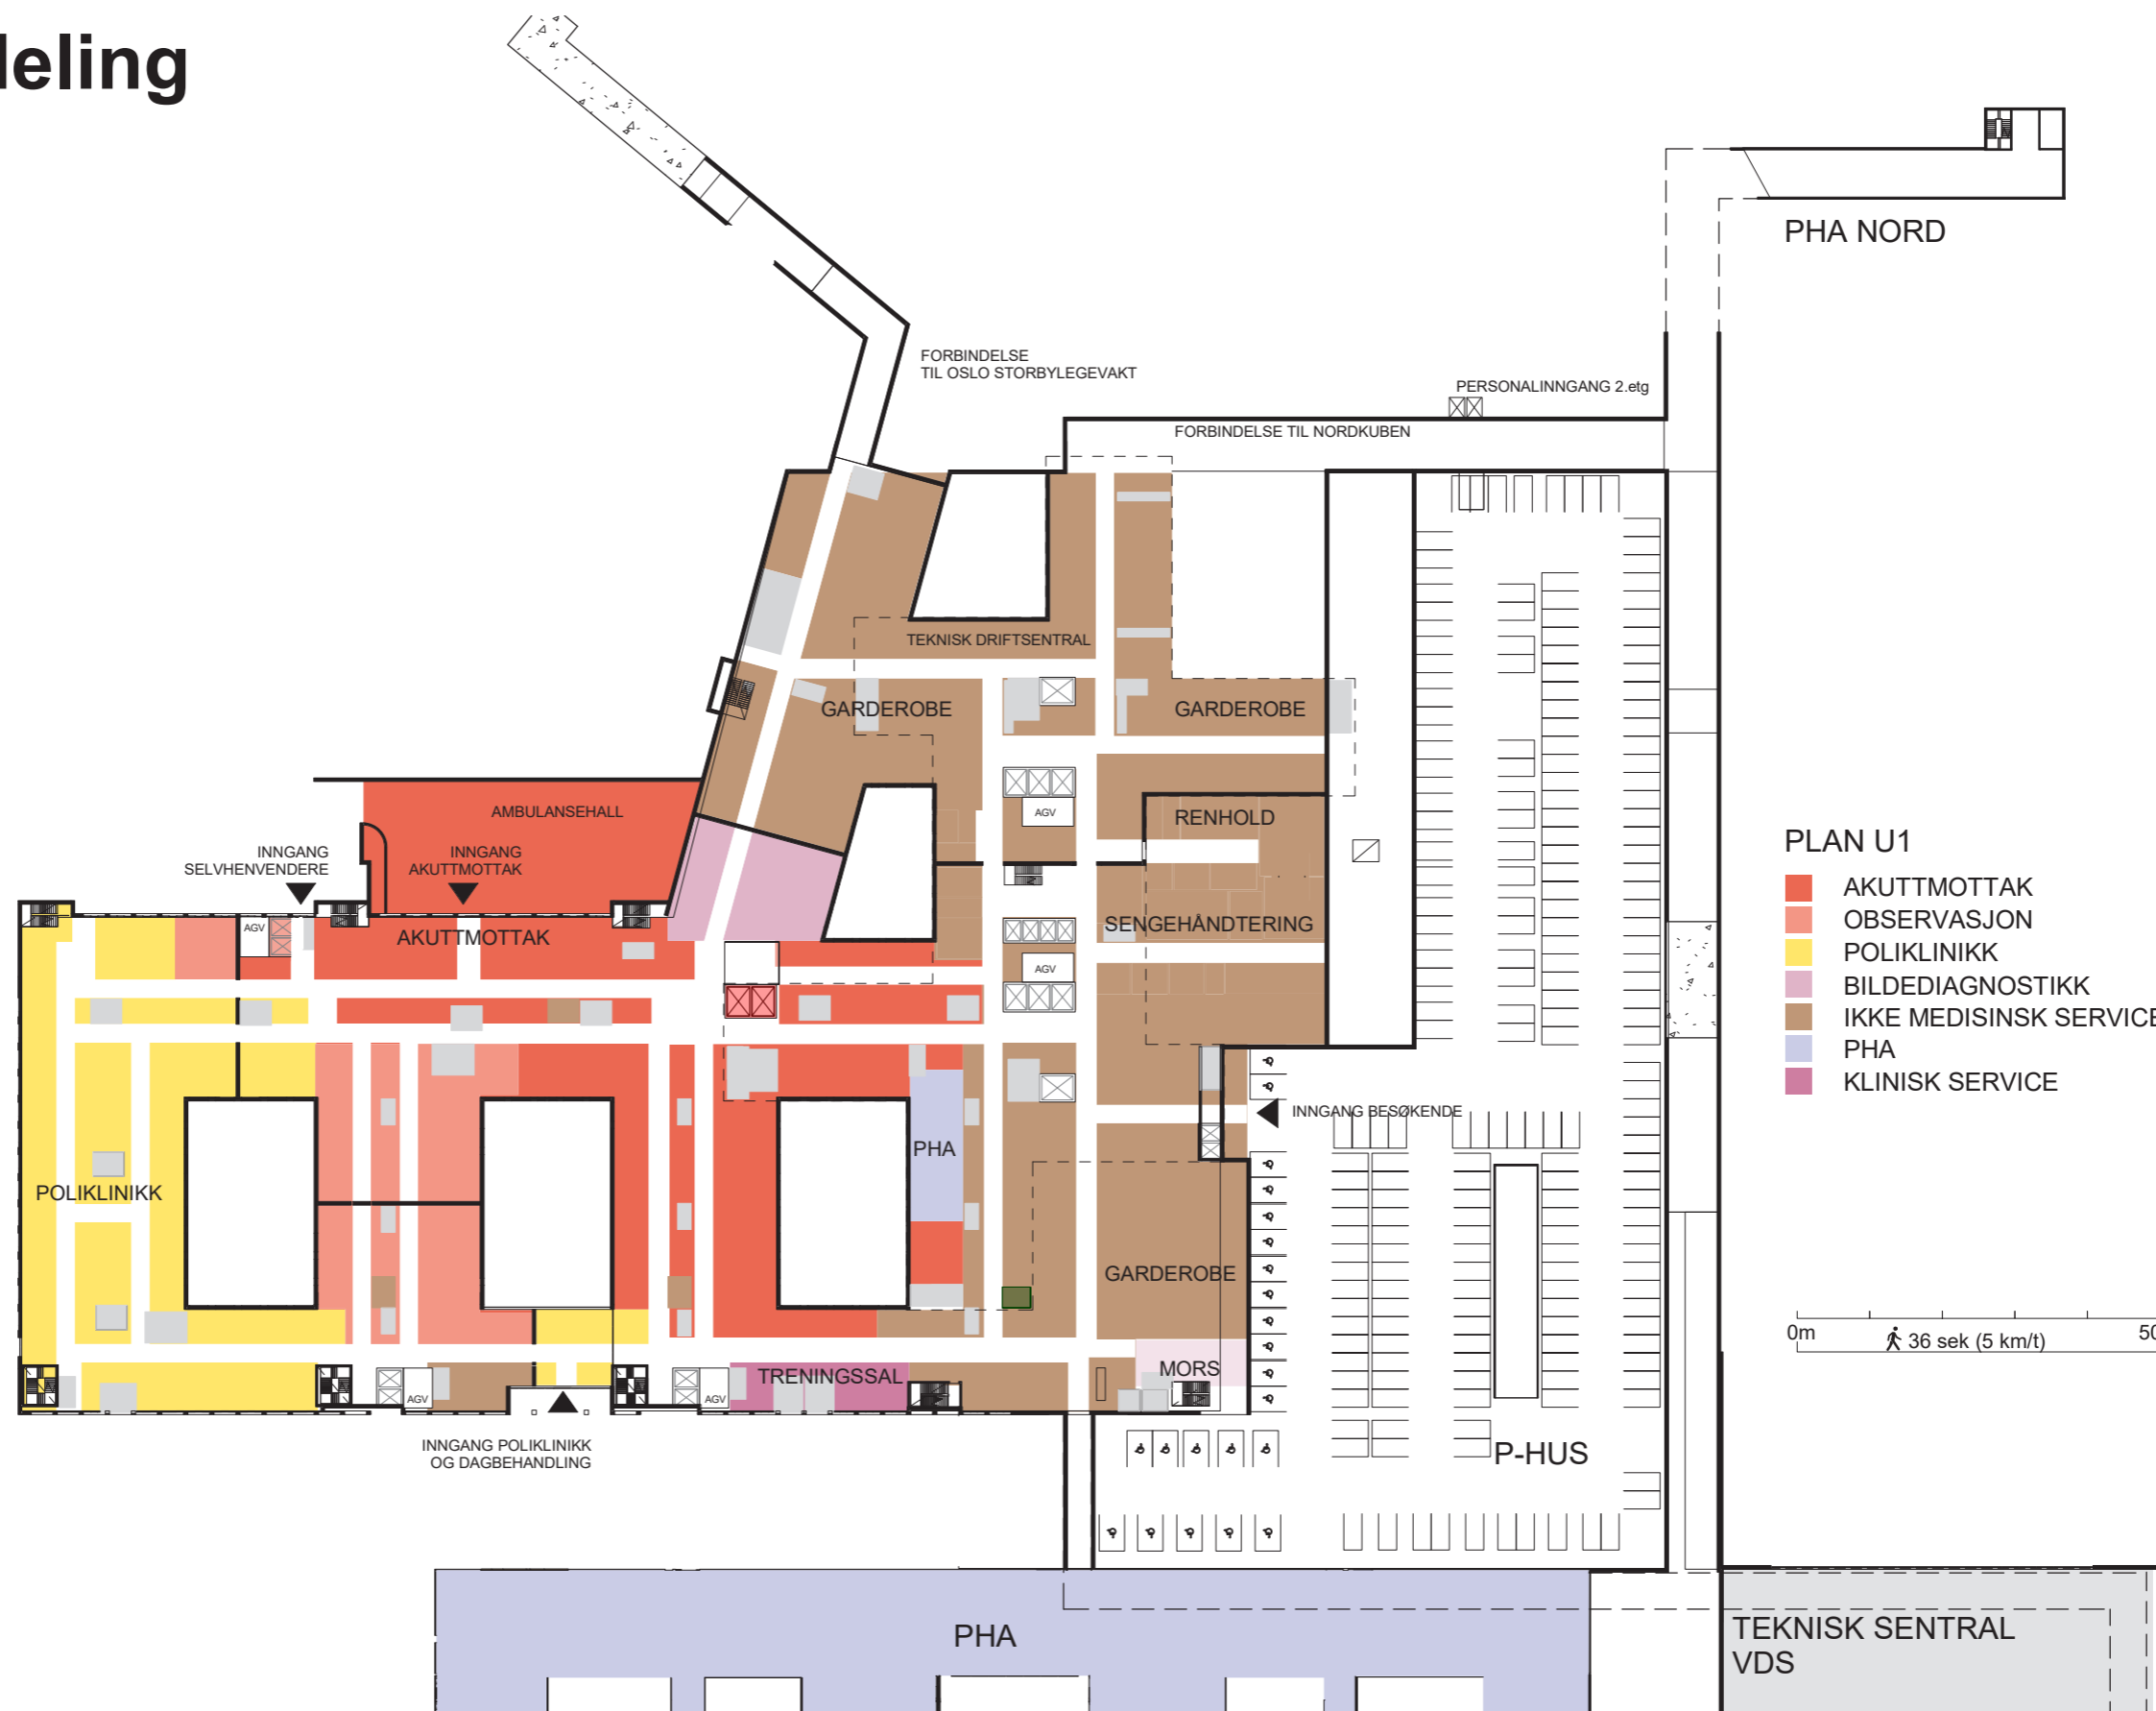 deling
PHA NORD
FORBINDELSE
TIL OSLO STORBYLEGEVAKT
PERSONALINNGANG 2.etg
FORBINDELSE TIL NORDKUBEN
TEKNISK DRIFTSENTRAL
GARDEROBE
GARDEROBE
AMBULANSEHALL
AGV
RENHOLD
INNGANG
SELVHENVENDERE
INNGANG
AKUTTMOTTAK
AGV
AKUTTMOTTAK
SENGEHÅNDTERING
AGV
PLAN U1
AKUTTMOTTAK
OBSERVASJON
POLIKLINIKK
BILDEDIAGNOSTIKK
IKKE MEDISINSK SERVICE
PHA
KLINISK SERVICE
INNGANG BESØKENDE
PHA
POLIKLINIKK
GARDEROBE
0m
50
36 sek (5 km/t)
MORS
TRENINGSSAL
AGV
AGV
INNGANG POLIKLINIKK
OG DAGBEHANDLING
P-HUS
PHA
TEKNISK SENTRAL
VDS